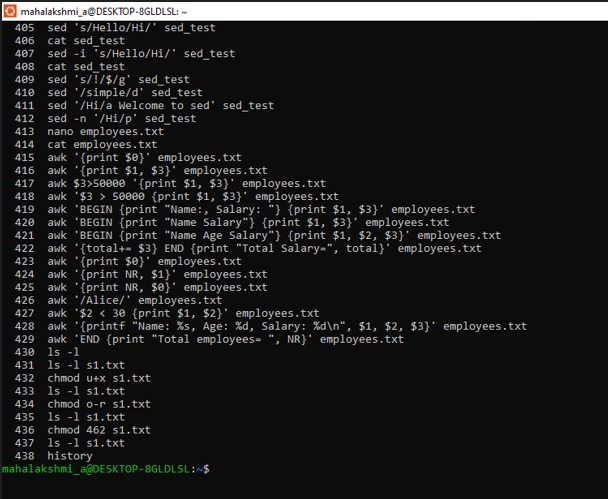 mahalakshmi_a@DESKTOP-8GLDLSL: ~
405 sed 's/Hello/Hi/' sed_test
406 cat sed_test
407 sed -i 's/Hello/Hi/' sed_test
408 cat sed_test
409 sed 's/!/$/g' sed_test
410 sed '/simple/d' sed_test
411 sed '/Hi/a Welcome to sed' sed_test
412 sed -n '/Hi/p' sed_test
413 nano employees.txt
414 cat employees.txt
415 awk '{print $0}' employees.txt
416 awk '{print $1, $3}' employees.txt
417 awk $3>50000 '{print $1, $3}' employees.txt
418 awk '$3 > 50000 {print $1, $3}' employees.txt
419 awk 'BEGIN {print "Name:, Salary: "} {print $1, $3}' employees.txt
420 awk 'BEGIN {print "Name Salary"} {print $1, $3}' employees.txt
421 awk 'BEGIN {print "Name Age Salary"} {print $1, $2, $3}' employees.txt
422 awk '{total+= $3} END {print "Total Salary=", total}' employees.txt
423 awk '{print $0}' employees.txt
424 awk '{print NR, $1}' employees.txt
425 awk '{print NR, $0}' employees.txt
426 awk '/Alice/' employees.txt
427 awk '$2 < 30 {print $1, $2}' employees.txt
428 awk '{printf "Name: %s, Age: %d, Salary: %d\n", $1, $2, $3}' employees.txt
429 awk 'END {print "Total employees= ", NR}' employees.txt
430 ls -l
431 ls -l s1.txt
432 chmod u+x s1.txt
433 ls -l s1.txt
434 chmod o-r s1.txt
435 ls -l s1.txt
436 chmod 462 s1.txt
437 ls -l s1.txt
438 history
mahalakshmi_a@DESKTOP-8GLDLSL:~$